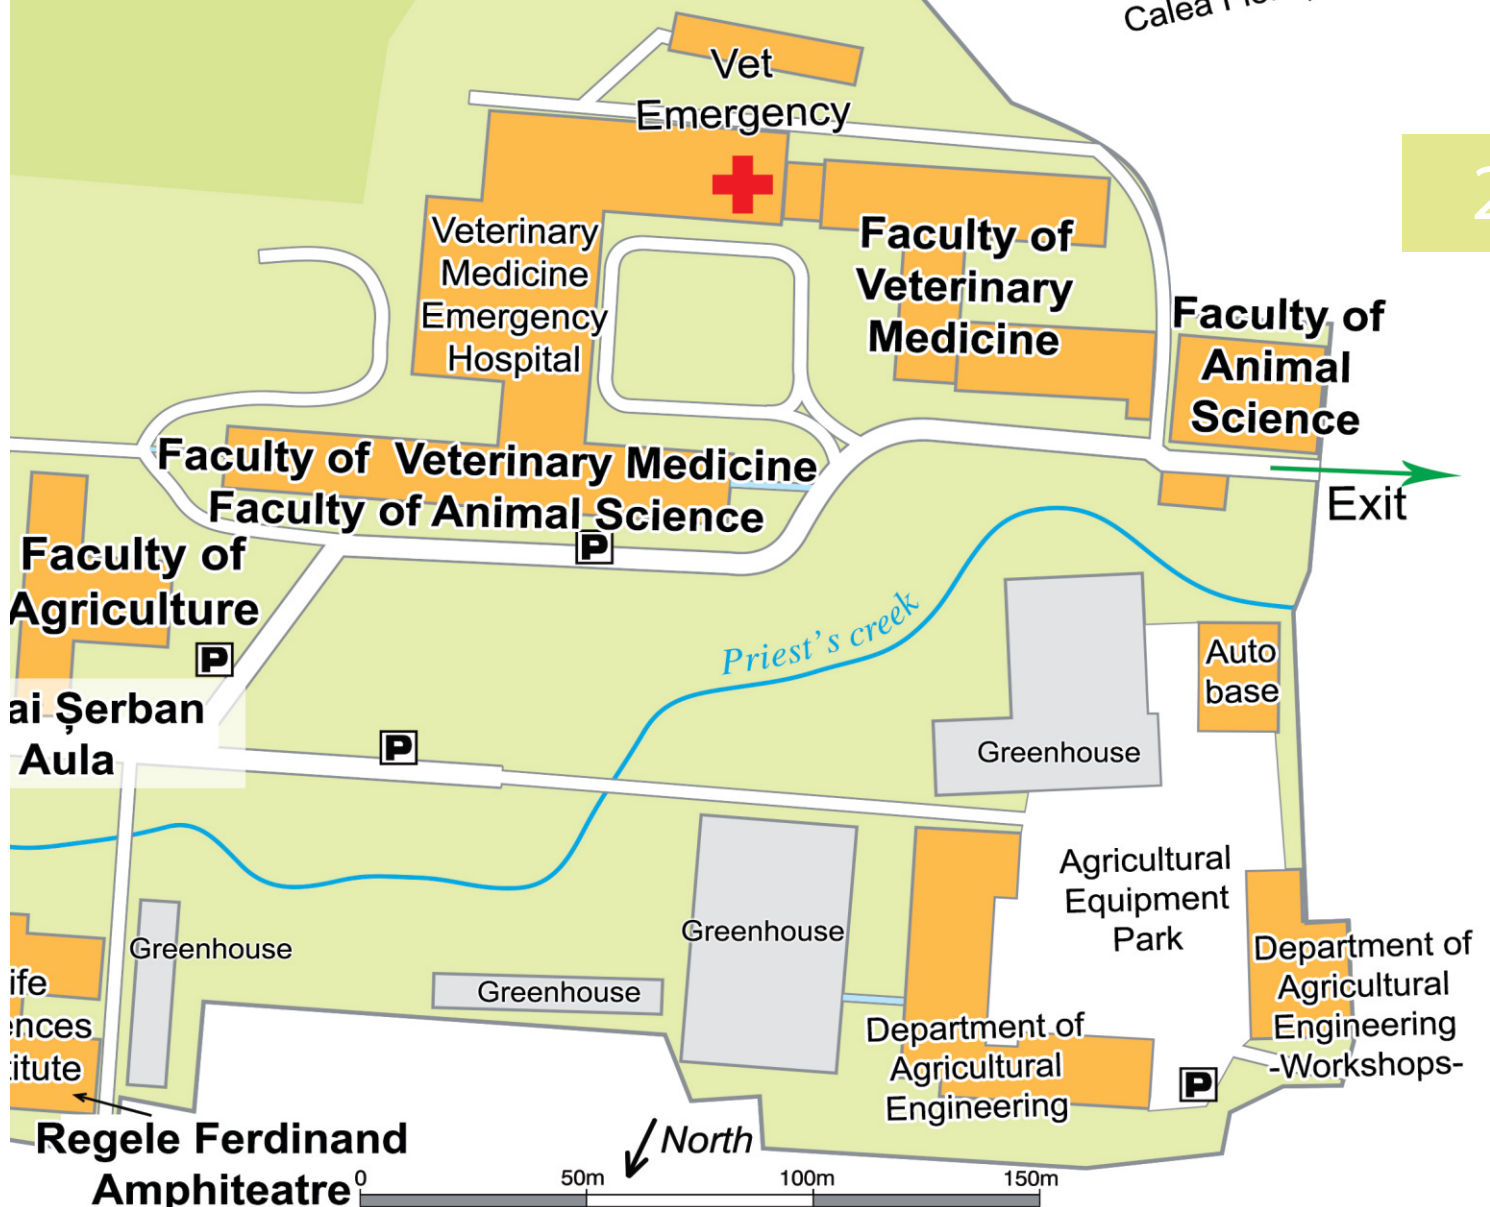 Calea
Vet
Emergency
2
Veterinary
Medicine
Emergency
Hospital
Faculty of
Veterinary
Medicine
Faculty of
Animal
Science
Faculty of Veterinary Medicine
Faculty of Animal Science
P
Exit
Faculty of
Agriculture
P
Priest's creek
Auto
base
ai Șerban
Aula
P
Greenhouse
Agricultural
Equipment
Park
Greenhouse
Greenhouse
Greenhouse
Department of
Agricultural
Engineering
-Workshops-
ife
ences
titute
Department of
Agricultural
Engineering
P
Regele Ferdinand
Amphiteatre
North
0 50m 100m 150m